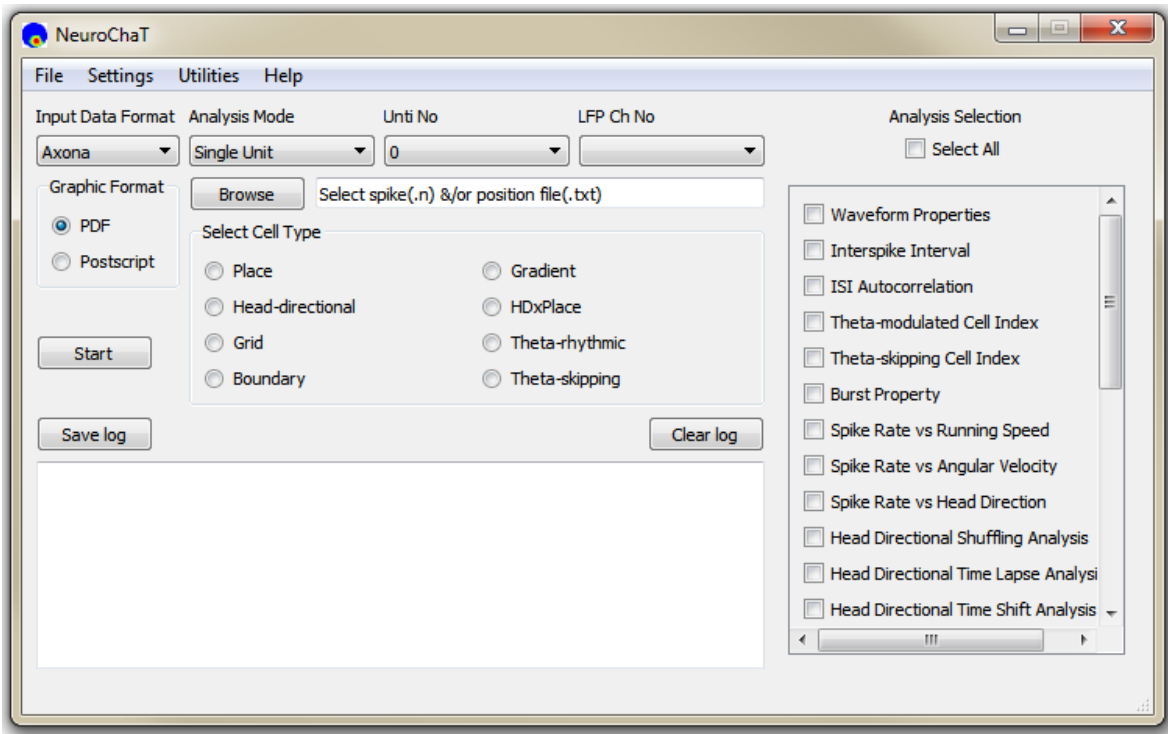 NeuroChaT
File Settings Utilities Help
Input Data Format Analysis Mode Unti No LFP Ch No Analysis Selection
Axona Single Unit 0 Select All
Graphic Format
PDF
Postscript
Browse Select spike(.n) &/or position file(.txt)
Select Cell Type
Place Gradient
Head-directional HDxPlace
Grid Theta-rhythmic
Boundary Theta-skipping
Start
Save log Clear log
Waveform Properties
Interspike Interval
ISI Autocorrelation
Theta-modulated Cell Index
Theta-skipping Cell Index
Burst Property
Spike Rate vs Running Speed
Spike Rate vs Angular Velocity
Spike Rate vs Head Direction
Head Directional Shuffling Analysis
Head Directional Time Lapse Analysi
Head Directional Time Shift Analysis